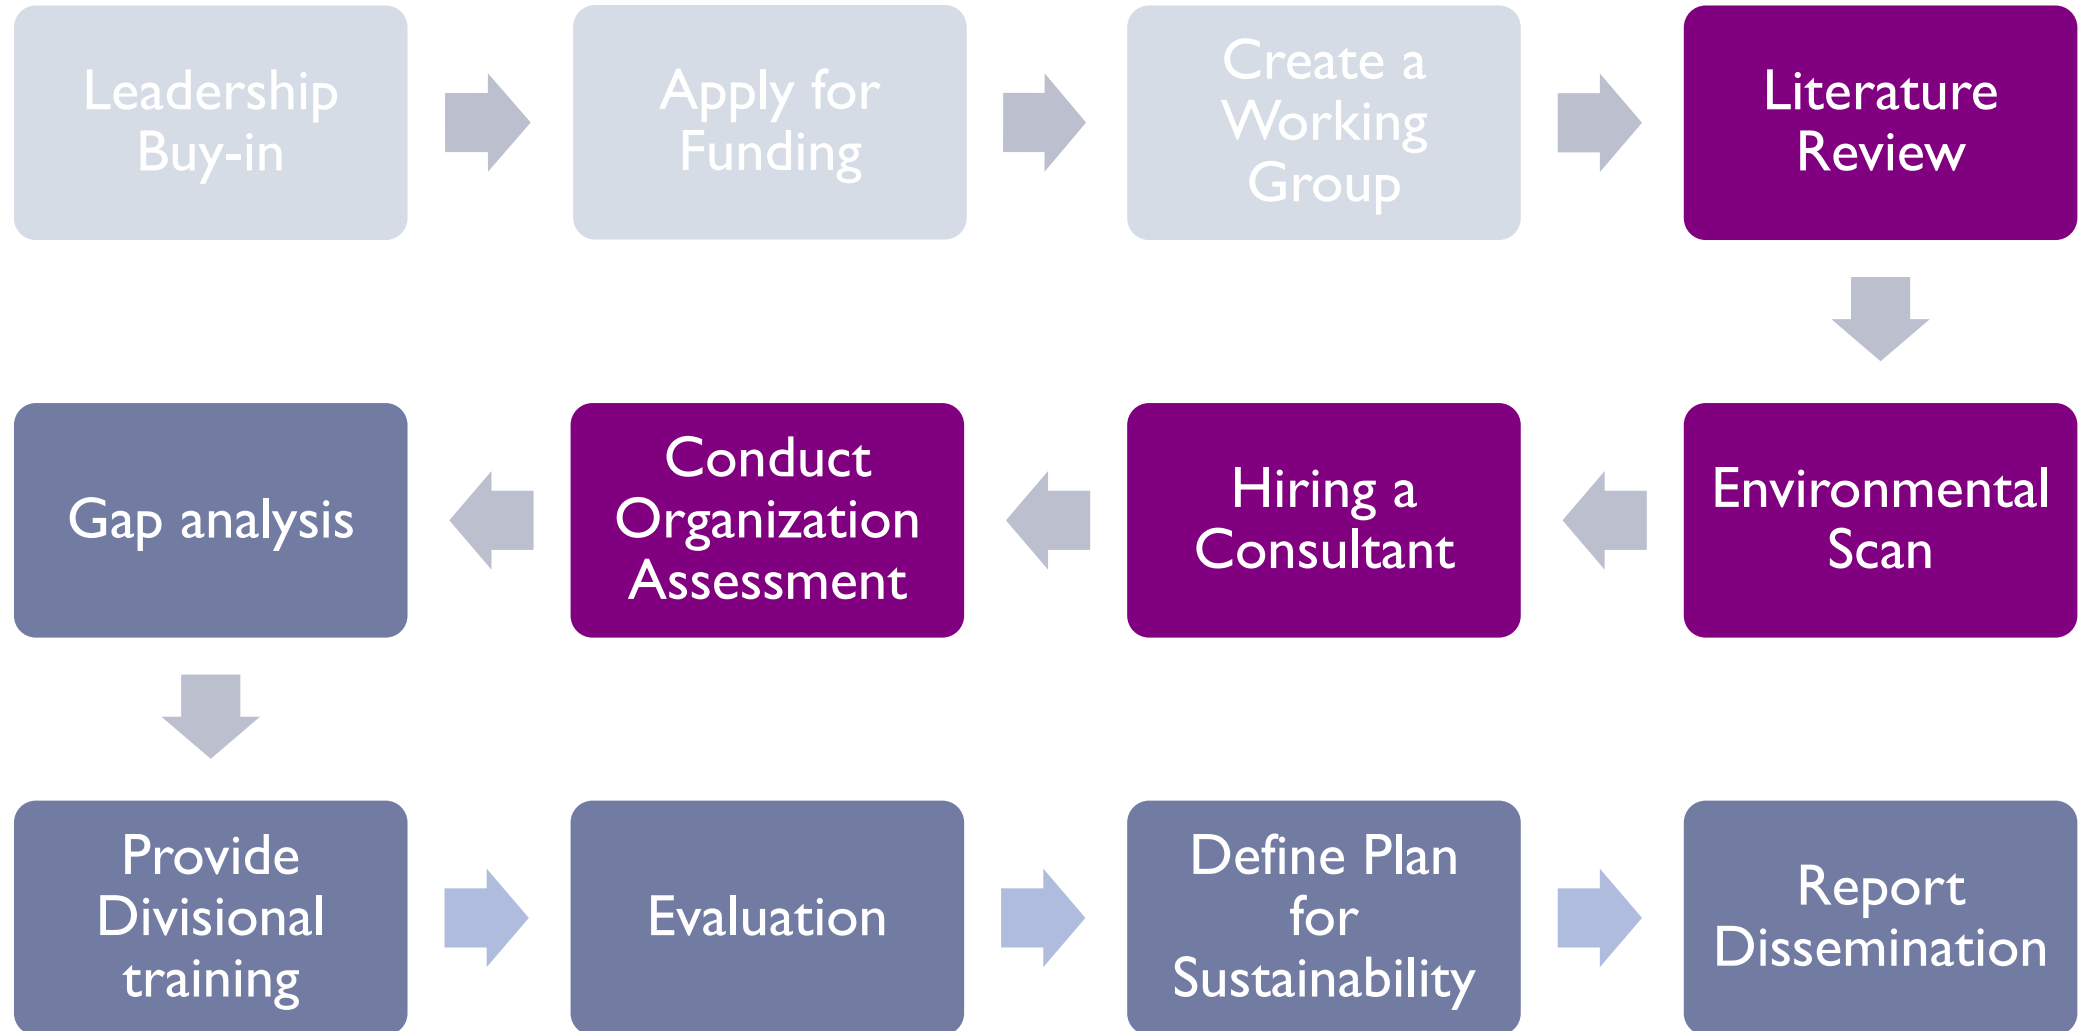 Leadership
Buy-in
Apply for
Funding
Create a
Working
Group
Literature
Review
Environmental
Scan
Hiring a
Consultant
Conduct
Organization
Assessment
Gap analysis
Provide
Divisional
training
Evaluation
Define Plan
for
Sustainability
Report
Dissemination